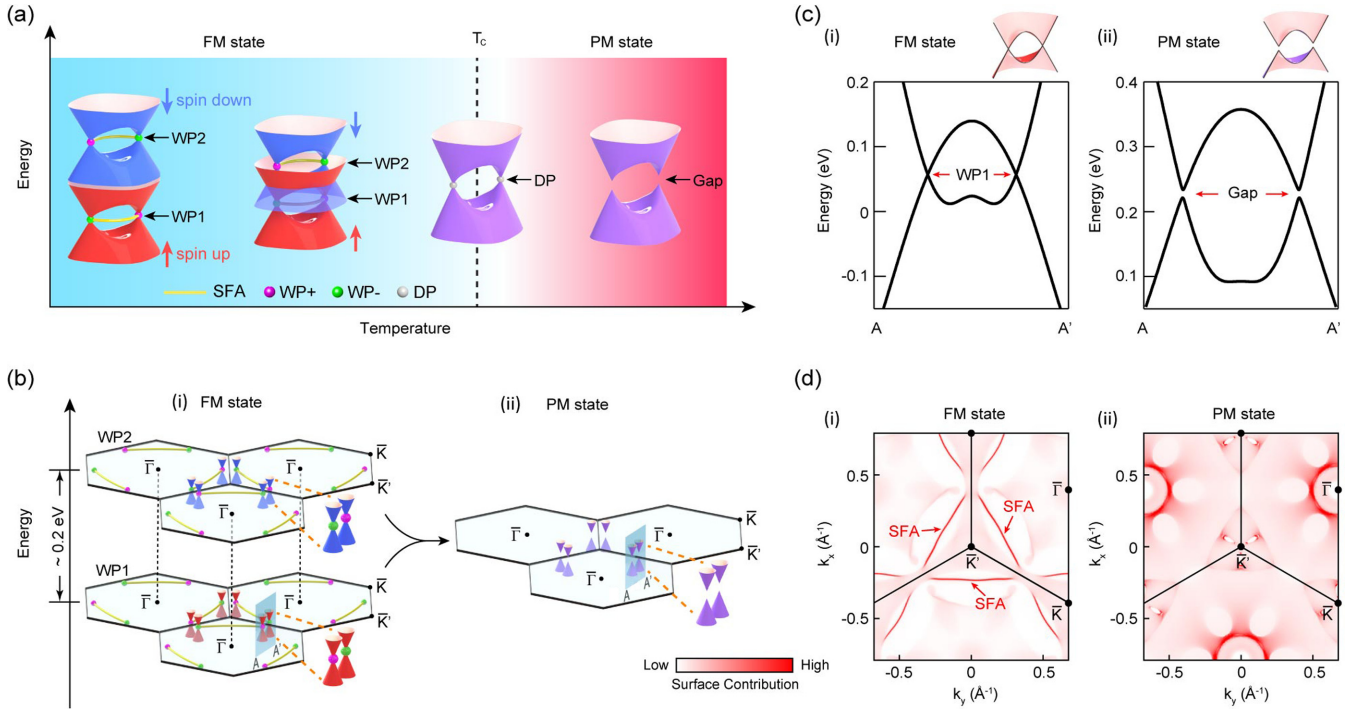 (a)
FM state
T_c
PM state
Energy
spin down
WP2
WP1
spin up
WP2
WP1
DP
Gap
SFA
WP+
WP-
DP
Temperature
(b)
(i)
FM state
(ii)
PM state
Energy
~ 0.2 eV
WP2
Γ̅
Γ̅
Γ̅
K̅
K̅'
WP1
Γ̅
Γ̅
Γ̅
K̅
K̅'
A
A'
Γ̅
Γ̅
K̅
K̅'
A
A'
Low
High
Surface Contribution
(c)
(i)
FM state
Energy (eV)
0.2
0.1
0
-0.1
WP1
A
A'
(ii)
PM state
Energy (eV)
0.4
0.3
0.2
0.1
Gap
A
A'
(d)
(i)
FM state
k_x (Å⁻¹)
0.5
0
-0.5
SFA
SFA
SFA
K̅'
-0.5
0
0.5
k_y (Å⁻¹)
(ii)
PM state
k_x (Å⁻¹)
0.5
0
-0.5
Γ̅
K̅'
K̅
Γ̅
K̅
-0.5
0
0.5
k_y (Å⁻¹)